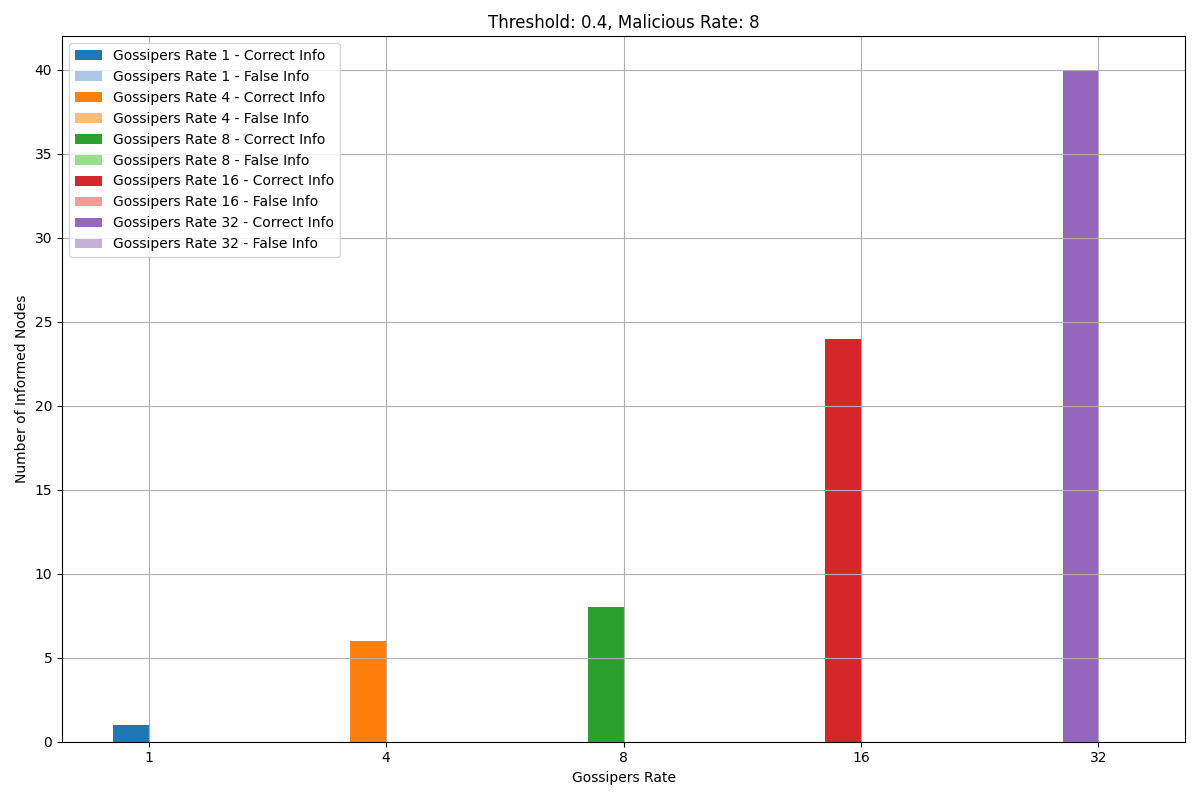 Threshold: 0.4, Malicious Rate: 8
Gossipers Rate 1 - Correct Info
Gossipers Rate 1 - False Info
Gossipers Rate 4 - Correct Info
Gossipers Rate 4 - False Info
Gossipers Rate 8 - Correct Info
Gossipers Rate 8 - False Info
Gossipers Rate 16 - Correct Info
Gossipers Rate 16 - False Info
Gossipers Rate 32 - Correct Info
Gossipers Rate 32 - False Info
Number of Informed Nodes
40
35
30
25
20
15
10
5
0
1 4 8 16 32
Gossipers Rate